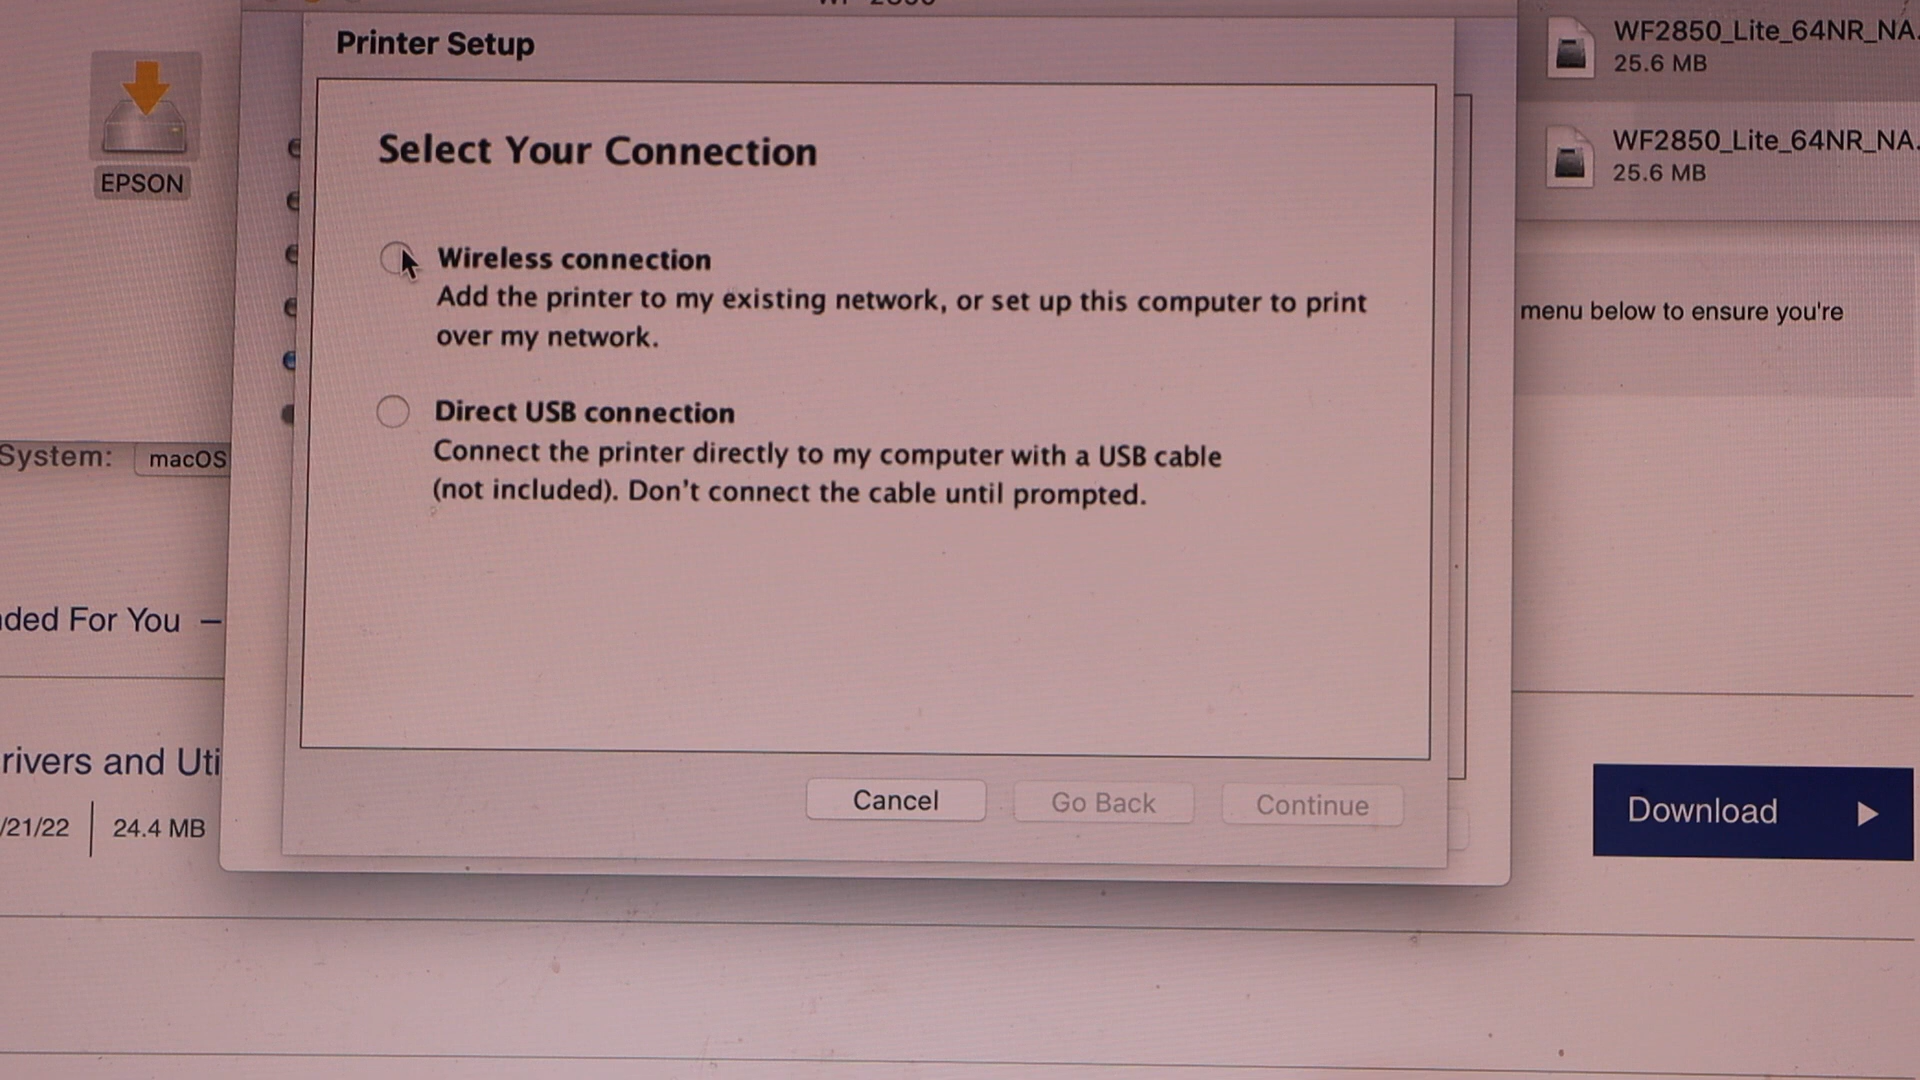 Printer Setup
Select Your Connection
Wireless connection
Add the printer to my existing network, or set up this computer to print
over my network.
Direct USB connection
Connect the printer directly to my computer with a USB cable
(not included). Don't connect the cable until prompted.
Cancel
Go Back
Continue
EPSON
WF2850_Lite_64NR_NA.
25.6 MB
WF2850_Lite_64NR_NA.
25.6 MB
menu below to ensure you're
System:
macOS
ded For You —
rivers and Uti
/21/22
24.4 MB
Download